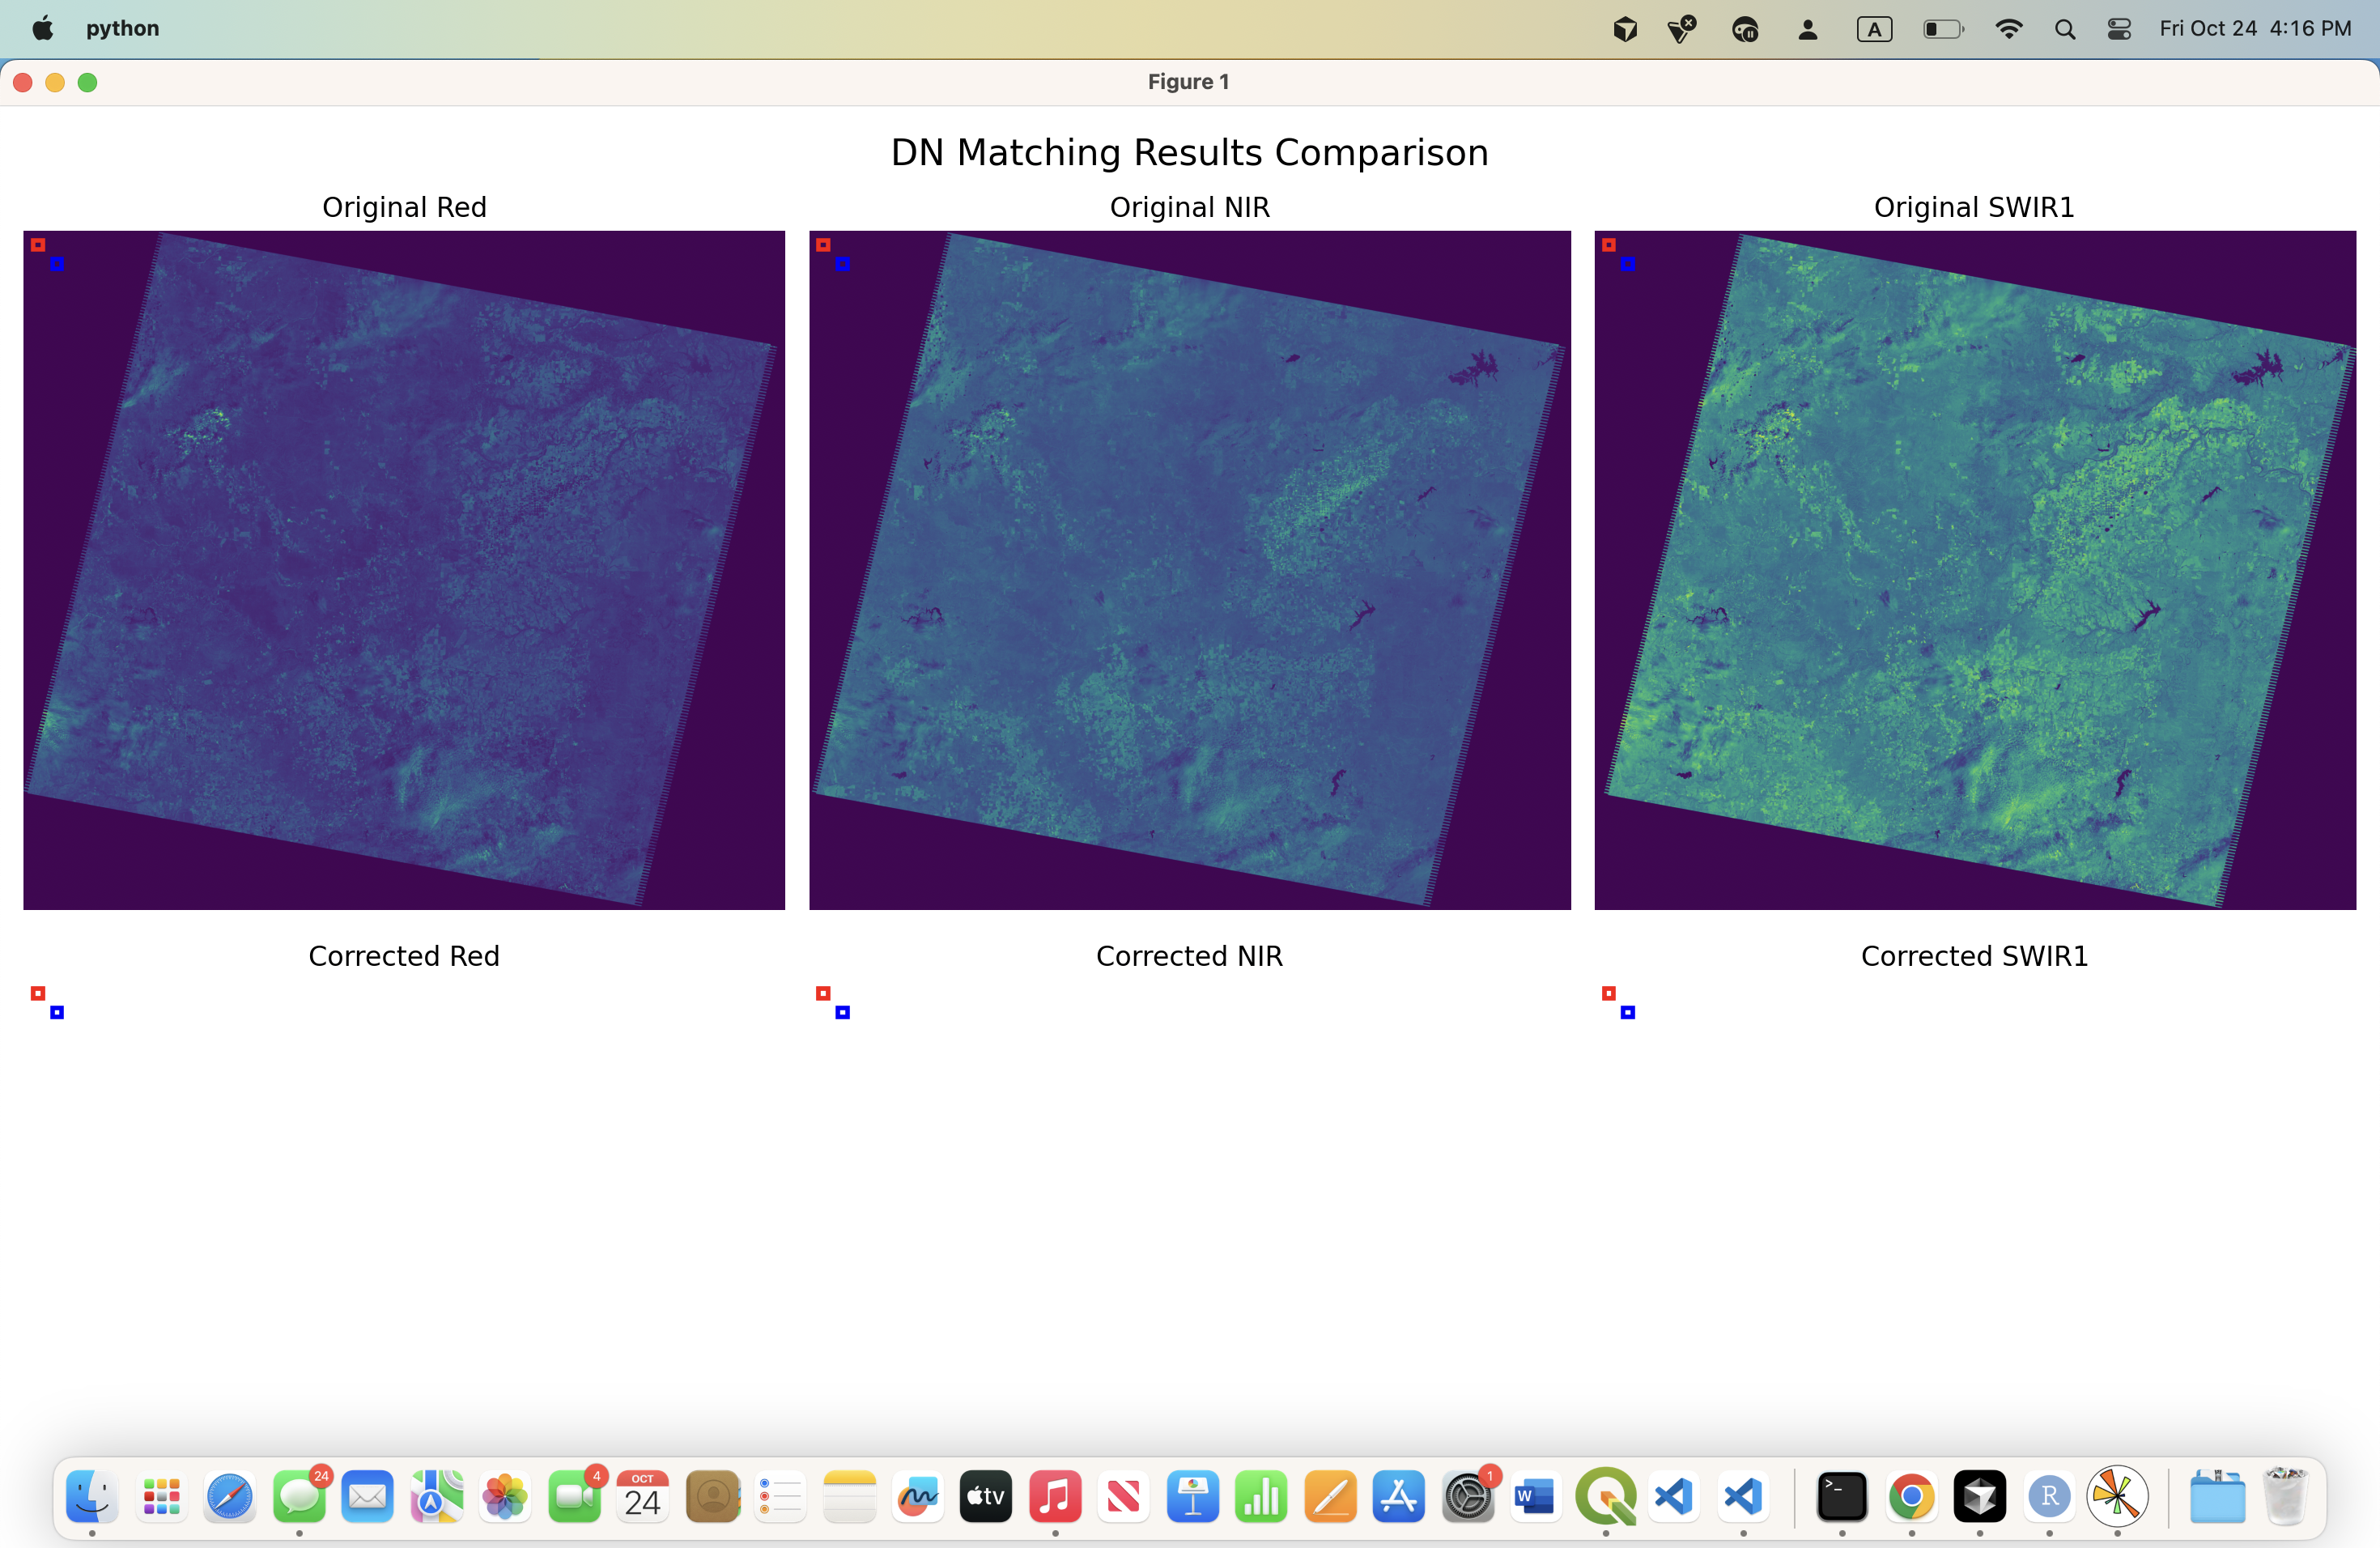 python
A
Fri Oct 24 4:16 PM
Figure 1
DN Matching Results Comparison
Original Red
Original NIR
Original SWIR1
Corrected Red
Corrected NIR
Corrected SWIR1
24
4
OCT
24
tv
1
W
>_
R